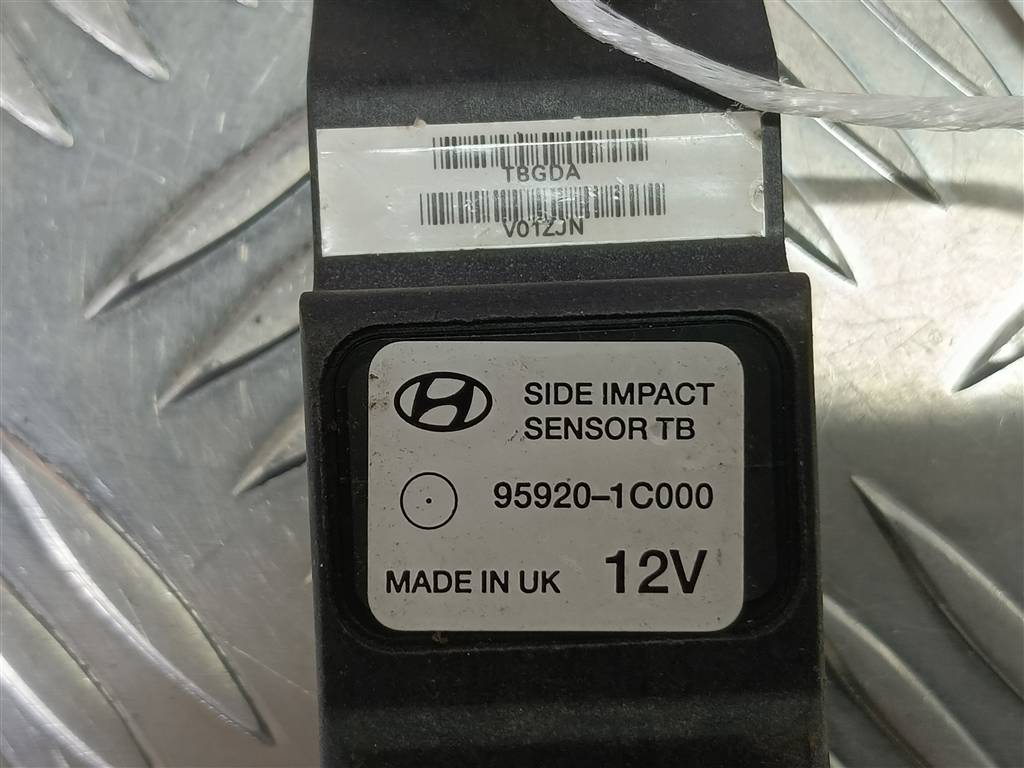 TBGDA
V01ZJN
SIDE IMPACT
SENSOR TB
95920-1C000
MADE IN UK 12V